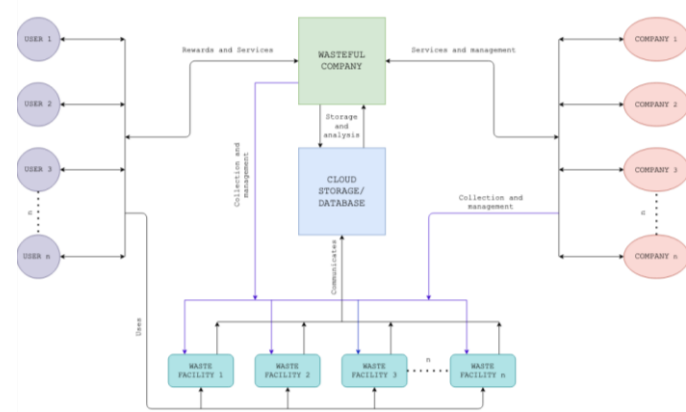 USER 1
USER 2
USER 3
n
USER n
Rewards and Services
WASTEFUL
COMPANY
Services and management
COMPANY 1
COMPANY 2
COMPANY 3
n
COMPANY n
Storage
and
analysis
CLOUD
STORAGE/
DATABASE
Collection and
management
Collection and
management
Communicates
Uses
WASTE
FACILITY 1
WASTE
FACILITY 2
WASTE
FACILITY 3
n
WASTE
FACILITY n